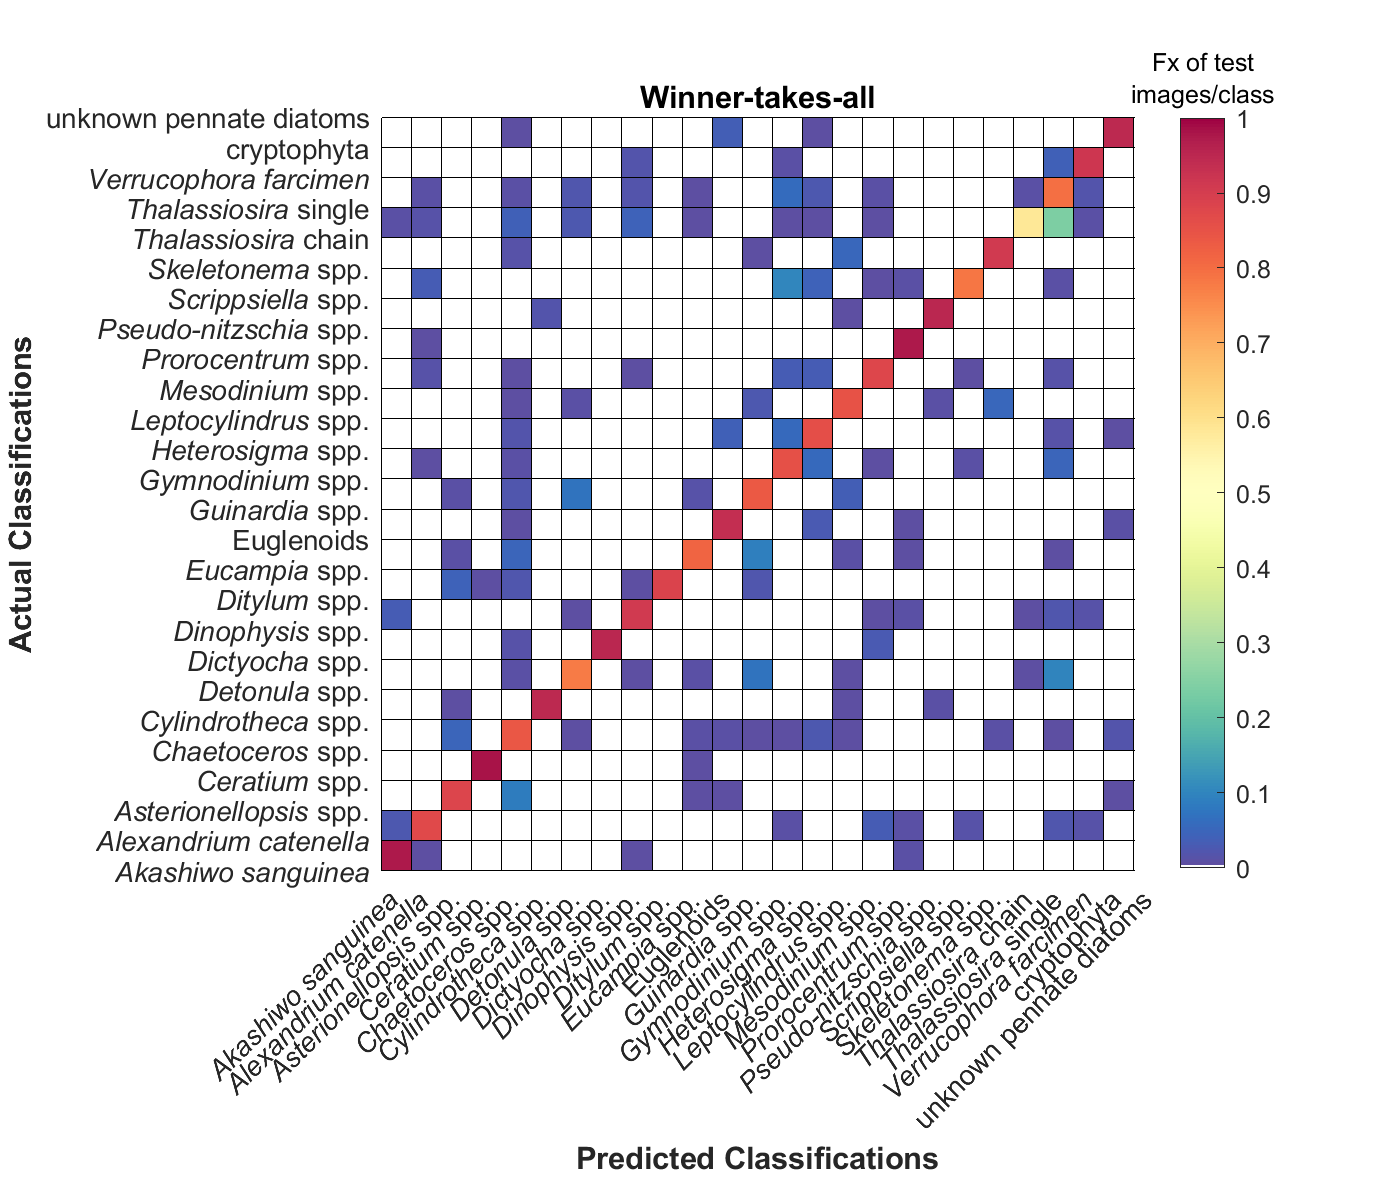 Fx of test
images/class
Winner-takes-all
unknown pennate diatoms
cryptophyta
Verrucophora farcimen
Thalassiosira single
Thalassiosira chain
Skeletonema spp.
Scrippsiella spp.
Pseudo-nitzschia spp.
Prorocentrum spp.
Mesodinium spp.
Leptocylindrus spp.
Heterosigma spp.
Gymnodinium spp.
Guinardia spp.
Euglenoids
Eucampia spp.
Ditylum spp.
Dinophysis spp.
Dictyocha spp.
Detonula spp.
Cylindrotheca spp.
Chaetoceros spp.
Ceratium spp.
Asterionellopsis spp.
Alexandrium catenella
Akashiwo sanguinea
Actual Classifications
1
0.9
0.8
0.7
0.6
0.5
0.4
0.3
0.2
0.1
0
Akashiwo sanguinea
Alexandrium catenella
Asterionellopsis spp.
Ceratium spp.
Chaetoceros spp.
Cylindrotheca spp.
Detonula spp.
Dictyocha spp.
Dinophysis spp.
Ditylum spp.
Eucampia spp.
Euglenoids
Guinardia spp.
Gymnodinium spp.
Heterosigma spp.
Leptocylindrus spp.
Mesodinium spp.
Prorocentrum spp.
Pseudo-nitzschia spp.
Scrippsiella spp.
Skeletonema spp.
Thalassiosira chain
Thalassiosira single
Verrucophora farcimen
cryptophyta
unknown pennate diatoms
Predicted Classifications